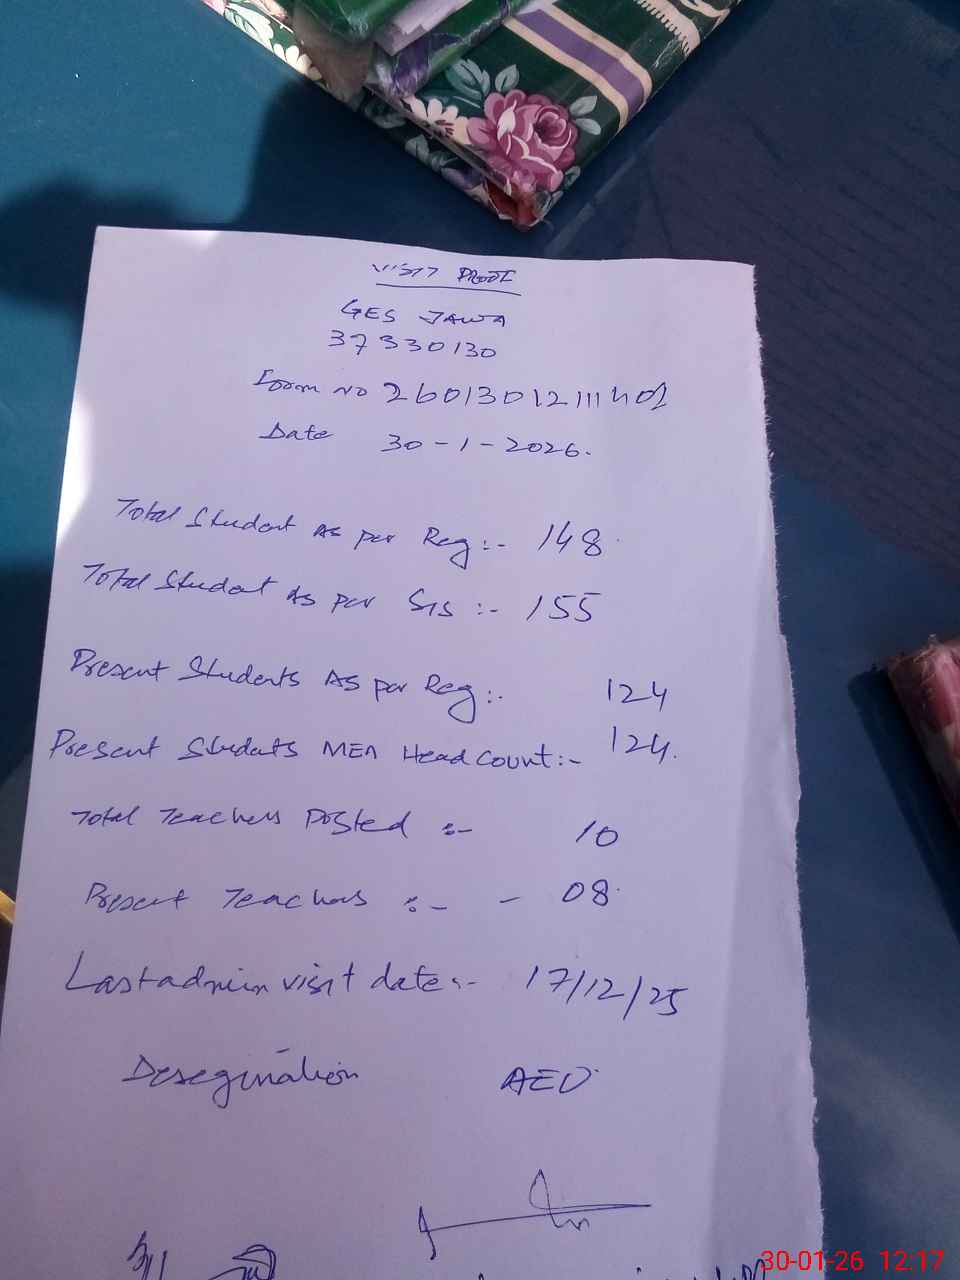 VISIT PROOF
GES JAWA
37330130
Form no 2601301211140
Date 30-1-2026.
Total Student As per Reg:- 148
Total Student As per SIS :- 155
Present Students As per Reg:- 124
Present Students MEA Head Count:- 124.
Total Teachers Posted :- 10
Present Teachers :- - 08
Last admin visit date:- 17/12/25
Desegination AEO
30-01-26 12:17